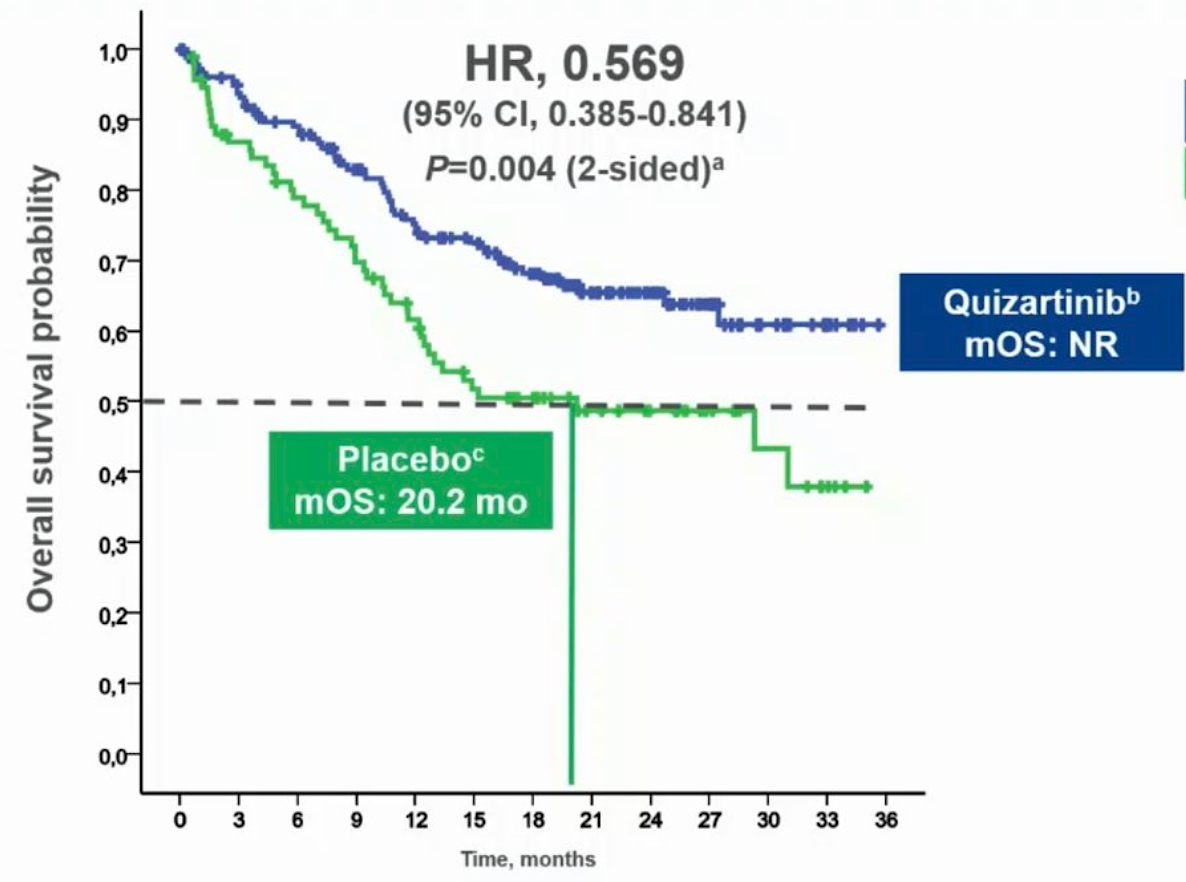 HR, 0.569
(95% CI, 0.385-0.841)
P=0.004 (2-sided)ᵃ
Overall survival probability
1,0
0,9
0,8
0,7
0,6
0,5
0,4
0,3
0,2
0,1
0,0
Quizartinibᵇ
mOS: NR
Placeboᶜ
mOS: 20.2 mo
0 3 6 9 12 15 18 21 24 27 30 33 36
Time, months